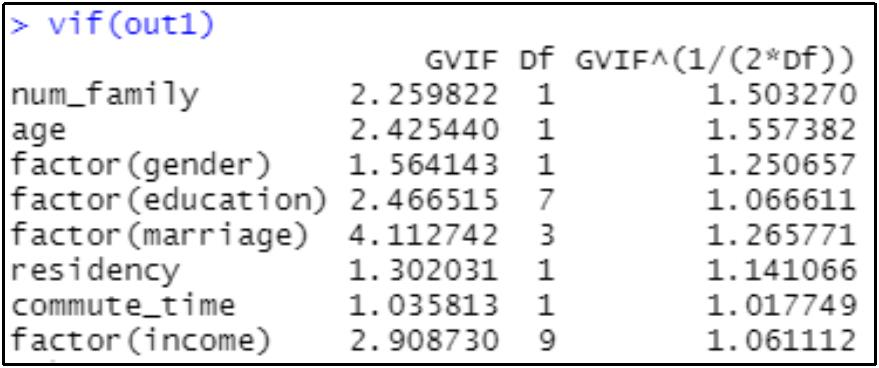 > vif(out1)
GVIF Df GVIF^(1/(2*Df))
num_family 2.259822 1 1.503270
age 2.425440 1 1.557382
factor(gender) 1.564143 1 1.250657
factor(education) 2.466515 7 1.066611
factor(marriage) 4.112742 3 1.265771
residency 1.302031 1 1.141066
commute_time 1.035813 1 1.017749
factor(income) 2.908730 9 1.061112